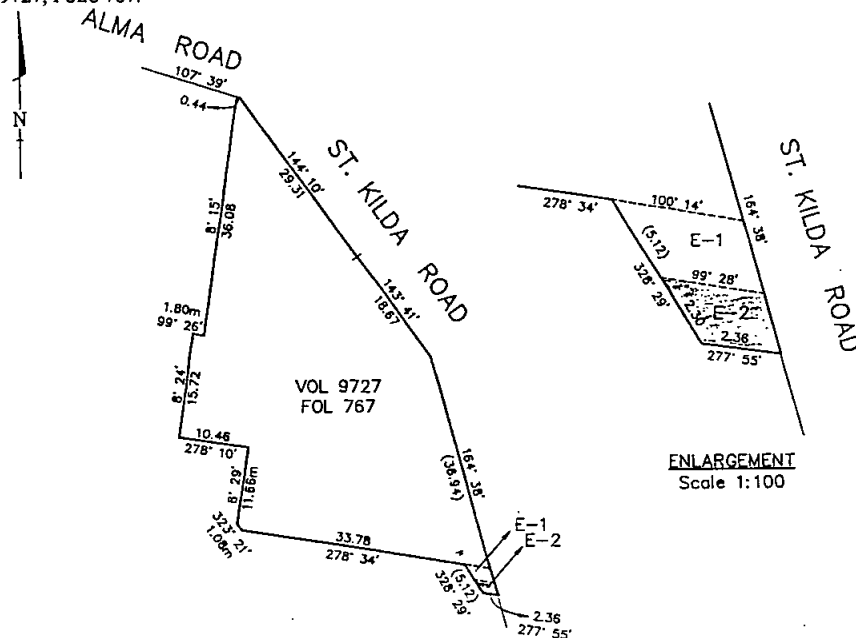 ALMA ROAD
107° 39'
0.44
N
ST. KILDA ROAD
144° 10'
29.31
8° 15'
36.08
143° 41'
18.67
1.80m
99° 26'
8° 24'
15.72
VOL 9727
FOL 767
10.46
278° 10'
8° 29'
11.66m
323° 21'
1.08m
33.78
278° 34'
164° 38'
(36.94)
E-1
E-2
(5.12)
328° 29'
2.36
277° 55'
ST. KILDA ROAD
278° 34'
100° 14'
164° 38'
E-1
(5.12)
328° 29'
99° 28'
2.30
E-2
2.36
277° 55'
ENLARGEMENT
Scale 1:100